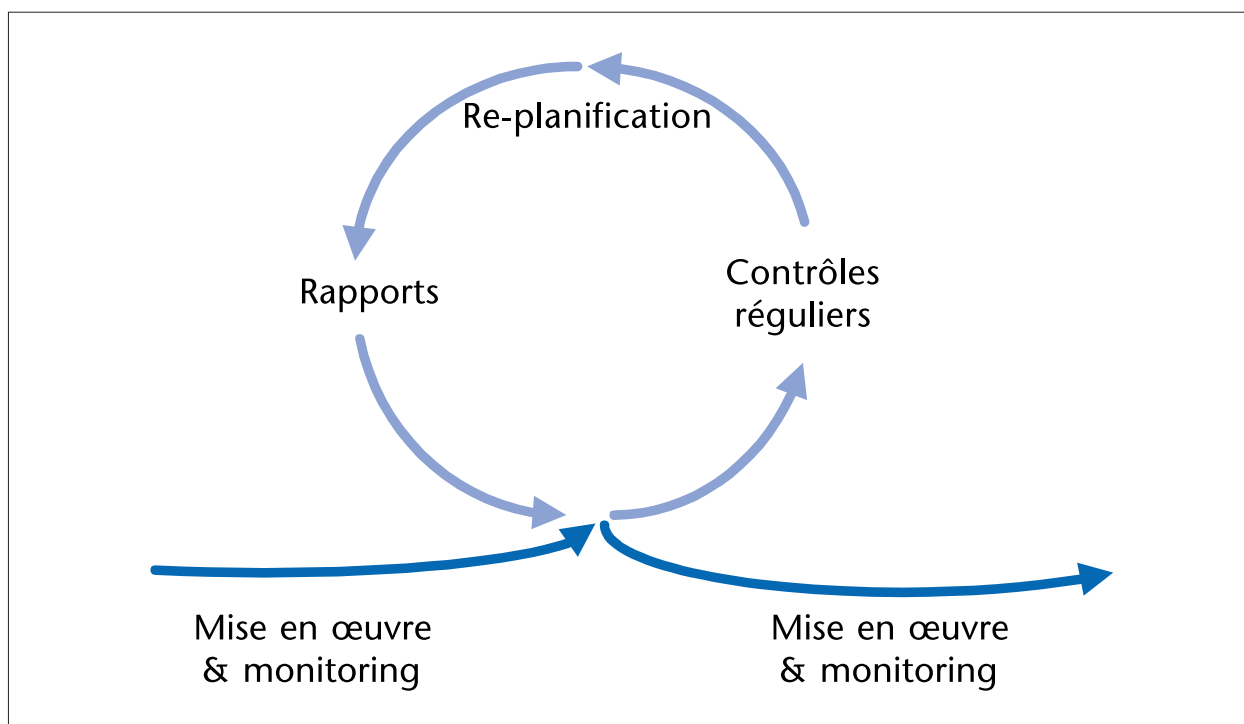 Re-planification
Rapports
Contrôles
réguliers
Mise en œuvre
& monitoring
Mise en œuvre
& monitoring